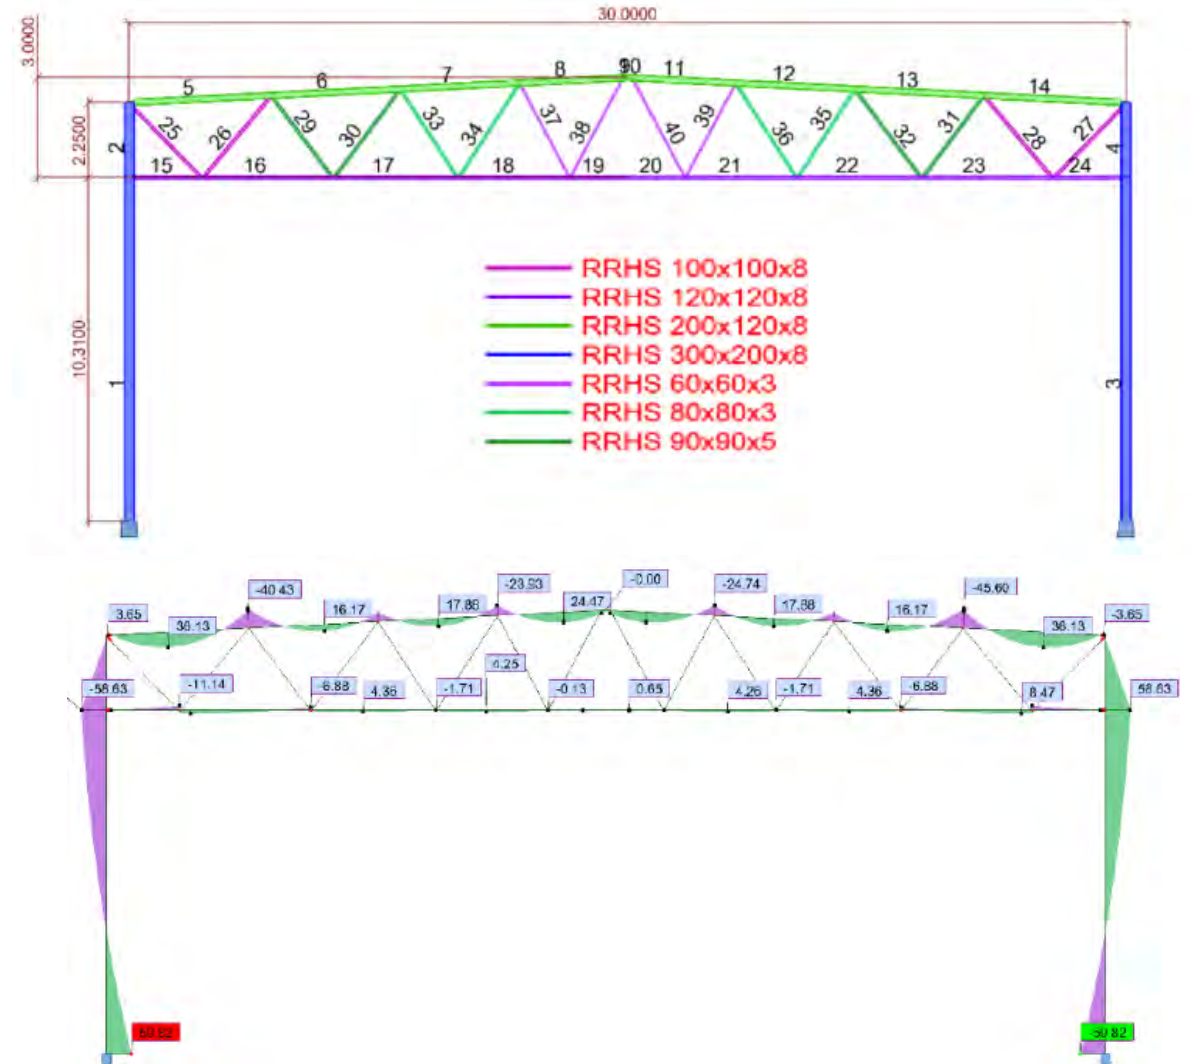 30.0000
3.0000
2.2500
10.3100
5 6 7 8 11 12 13 14
25 26 29 30 33 34 37 38 40 39 36 35 32 31 28 27
2 4
15 16 17 18 19 20 21 22 23 24
1 3
RRHS 100x100x8
RRHS 120x120x8
RRHS 200x120x8
RRHS 300x200x8
RRHS 60x60x3
RRHS 80x80x3
RRHS 90x90x5
-40.43 -23.93 -0.00 -24.74 -45.60
3.65 16.17 17.88 24.47 17.88 16.17 -3.65
36.13 36.13
4.25
-58.63 -11.14 -6.88 4.36 -1.71 -0.13 0.65 4.26 -1.71 4.36 -6.88 8.47 58.63
50.82